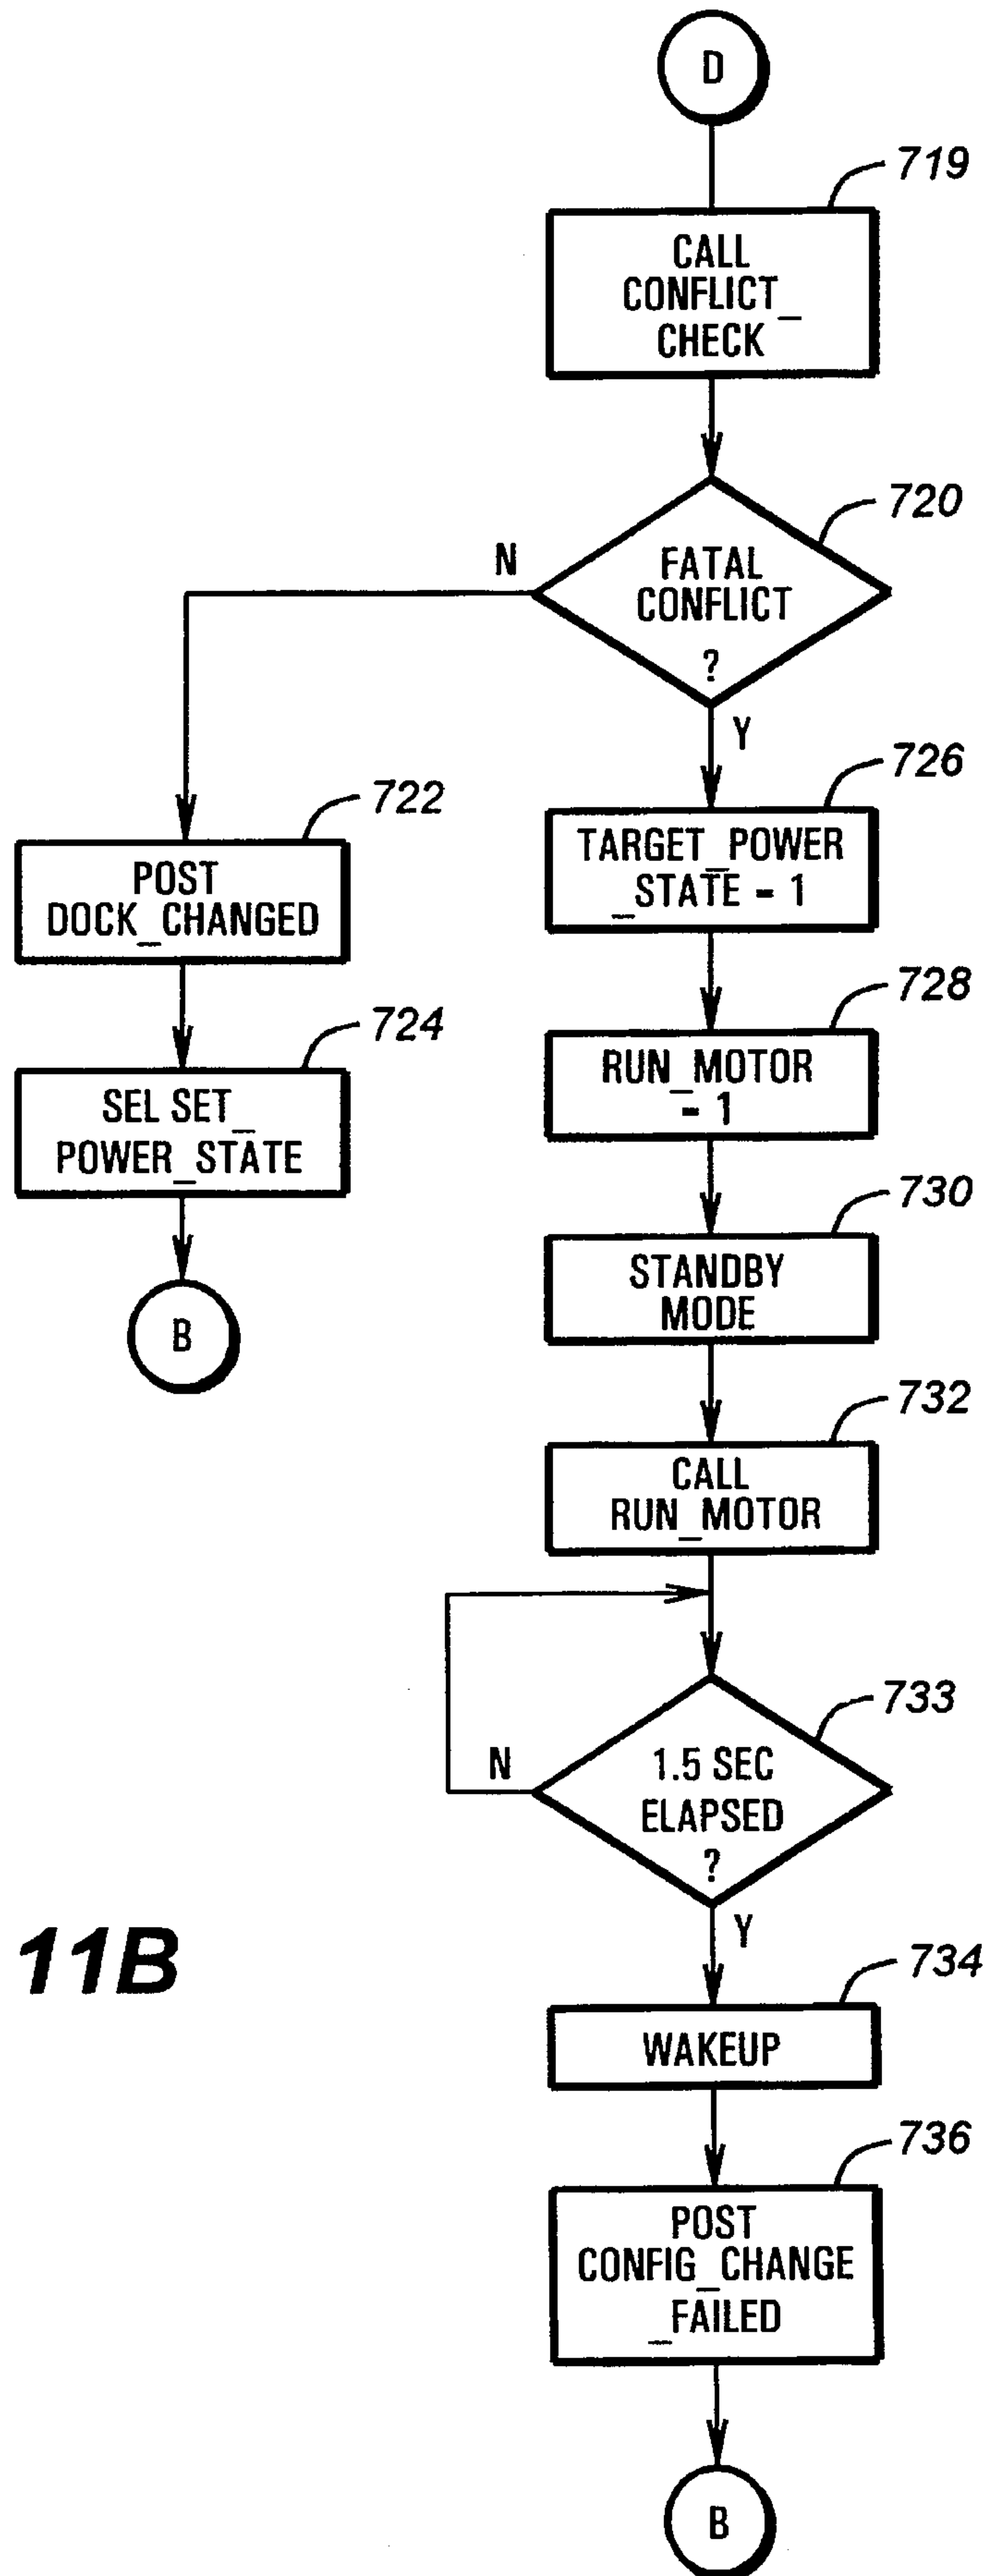 D
719
CALL
CONFLICT_
CHECK
720
FATAL
CONFLICT
?
N
Y
722
POST
DOCK_CHANGED
724
SEL SET_
POWER_STATE
B
726
TARGET_POWER
_STATE = 1
728
RUN_MOTOR
= 1
730
STANDBY
MODE
732
CALL
RUN_MOTOR
733
1.5 SEC
ELAPSED
?
N
Y
734
WAKEUP
736
POST
CONFIG_CHANGE
_FAILED
B
11B